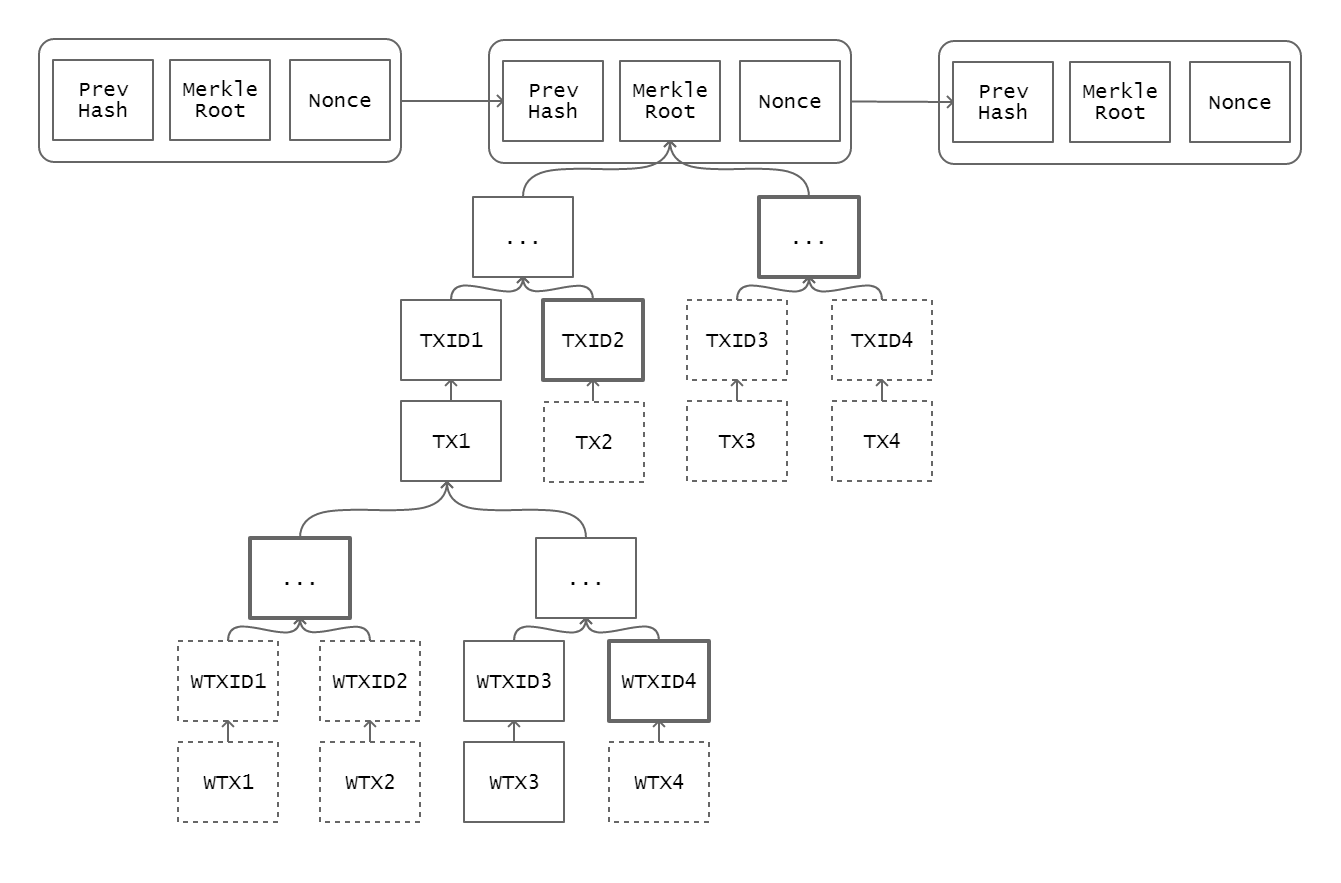 Prev
Hash
Merkle
Root
Nonce
Prev
Hash
Merkle
Root
Nonce
Prev
Hash
Merkle
Root
Nonce
...
...
TXID1
TXID2
TXID3
TXID4
TX1
TX2
TX3
TX4
...
...
WTXID1
WTXID2
WTXID3
WTXID4
WTX1
WTX2
WTX3
WTX4